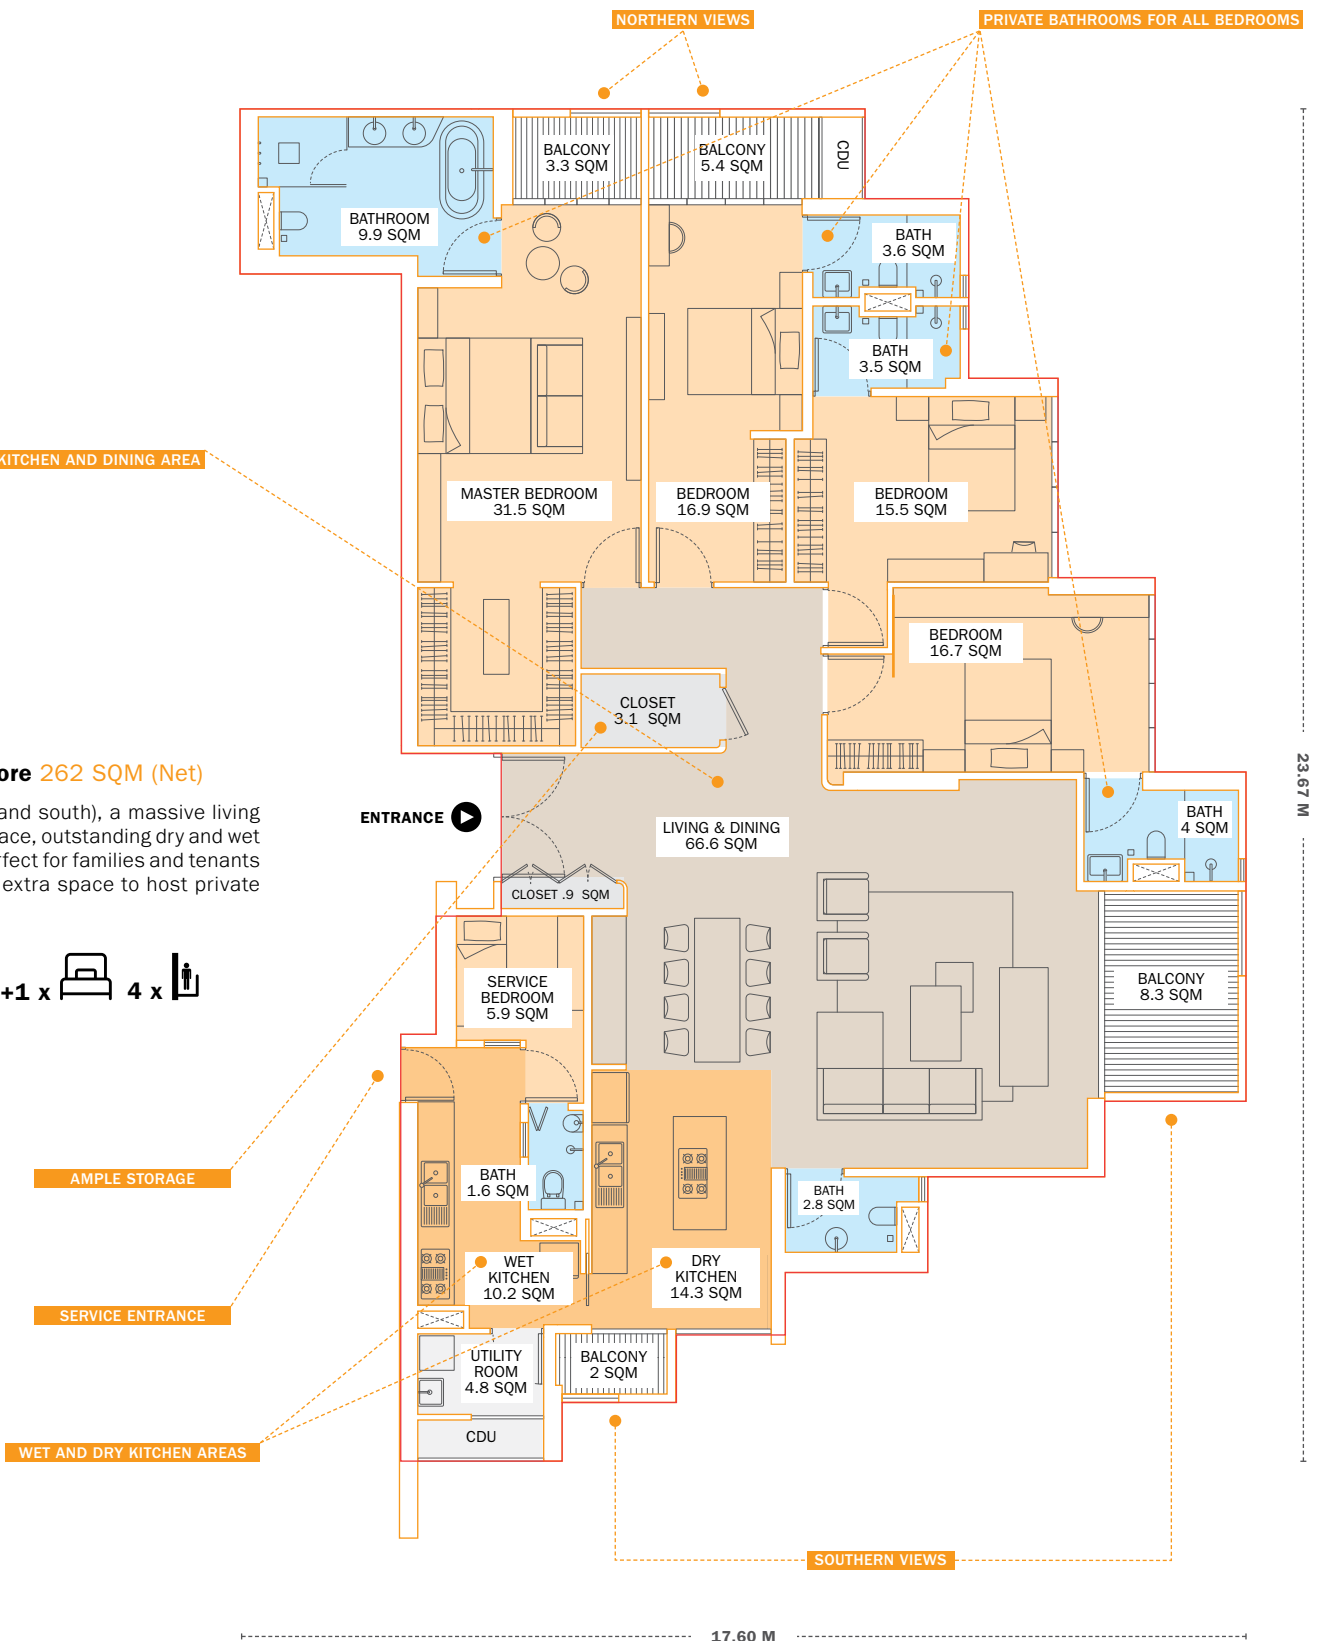 NORTHERN VIEWS
PRIVATE BATHROOMS FOR ALL BEDROOMS
BALCONY
3.3 SQM
BALCONY
5.4 SQM
CDU
BATHROOM
9.9 SQM
BATH
3.6 SQM
BATH
3.5 SQM
KITCHEN AND DINING AREA
MASTER BEDROOM
31.5 SQM
BEDROOM
16.9 SQM
BEDROOM
15.5 SQM
BEDROOM
16.7 SQM
CLOSET
3.1 SQM
ore 262 SQM (Net)
and south), a massive living
ace, outstanding dry and wet
rfect for families and tenants
extra space to host private
ENTRANCE
LIVING & DINING
66.6 SQM
BATH
4 SQM
23.67 M
CLOSET .9 SQM
+1 x
4 x
SERVICE
BEDROOM
5.9 SQM
BALCONY
8.3 SQM
AMPLE STORAGE
BATH
1.6 SQM
BATH
2.8 SQM
WET
KITCHEN
10.2 SQM
DRY
KITCHEN
14.3 SQM
SERVICE ENTRANCE
UTILITY
ROOM
4.8 SQM
BALCONY
2 SQM
CDU
WET AND DRY KITCHEN AREAS
SOUTHERN VIEWS
17.60 M